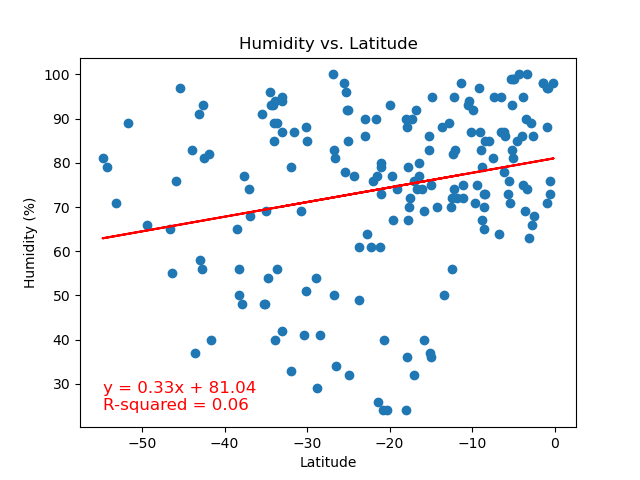 Humidity vs. Latitude
100
90
80
70
60
50
40
30
Humidity (%)
y = 0.33x + 81.04
R-squared = 0.06
−50
−40
−30
−20
−10
0
Latitude